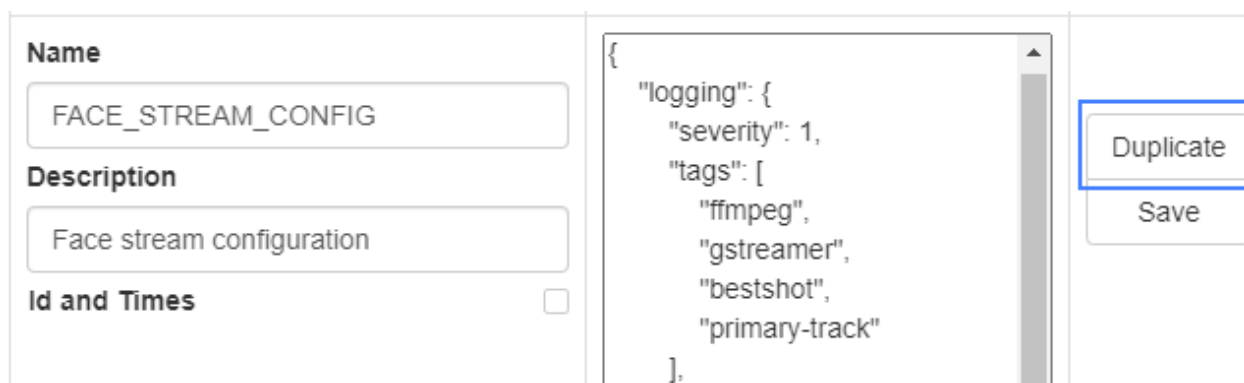 Name
FACE_STREAM_CONFIG
Description
Face stream configuration
Id and Times
{
"logging": {
"severity": 1,
"tags": [
"ffmpeg",
"gstreamer",
"bestshot",
"primary-track"
],
Duplicate
Save